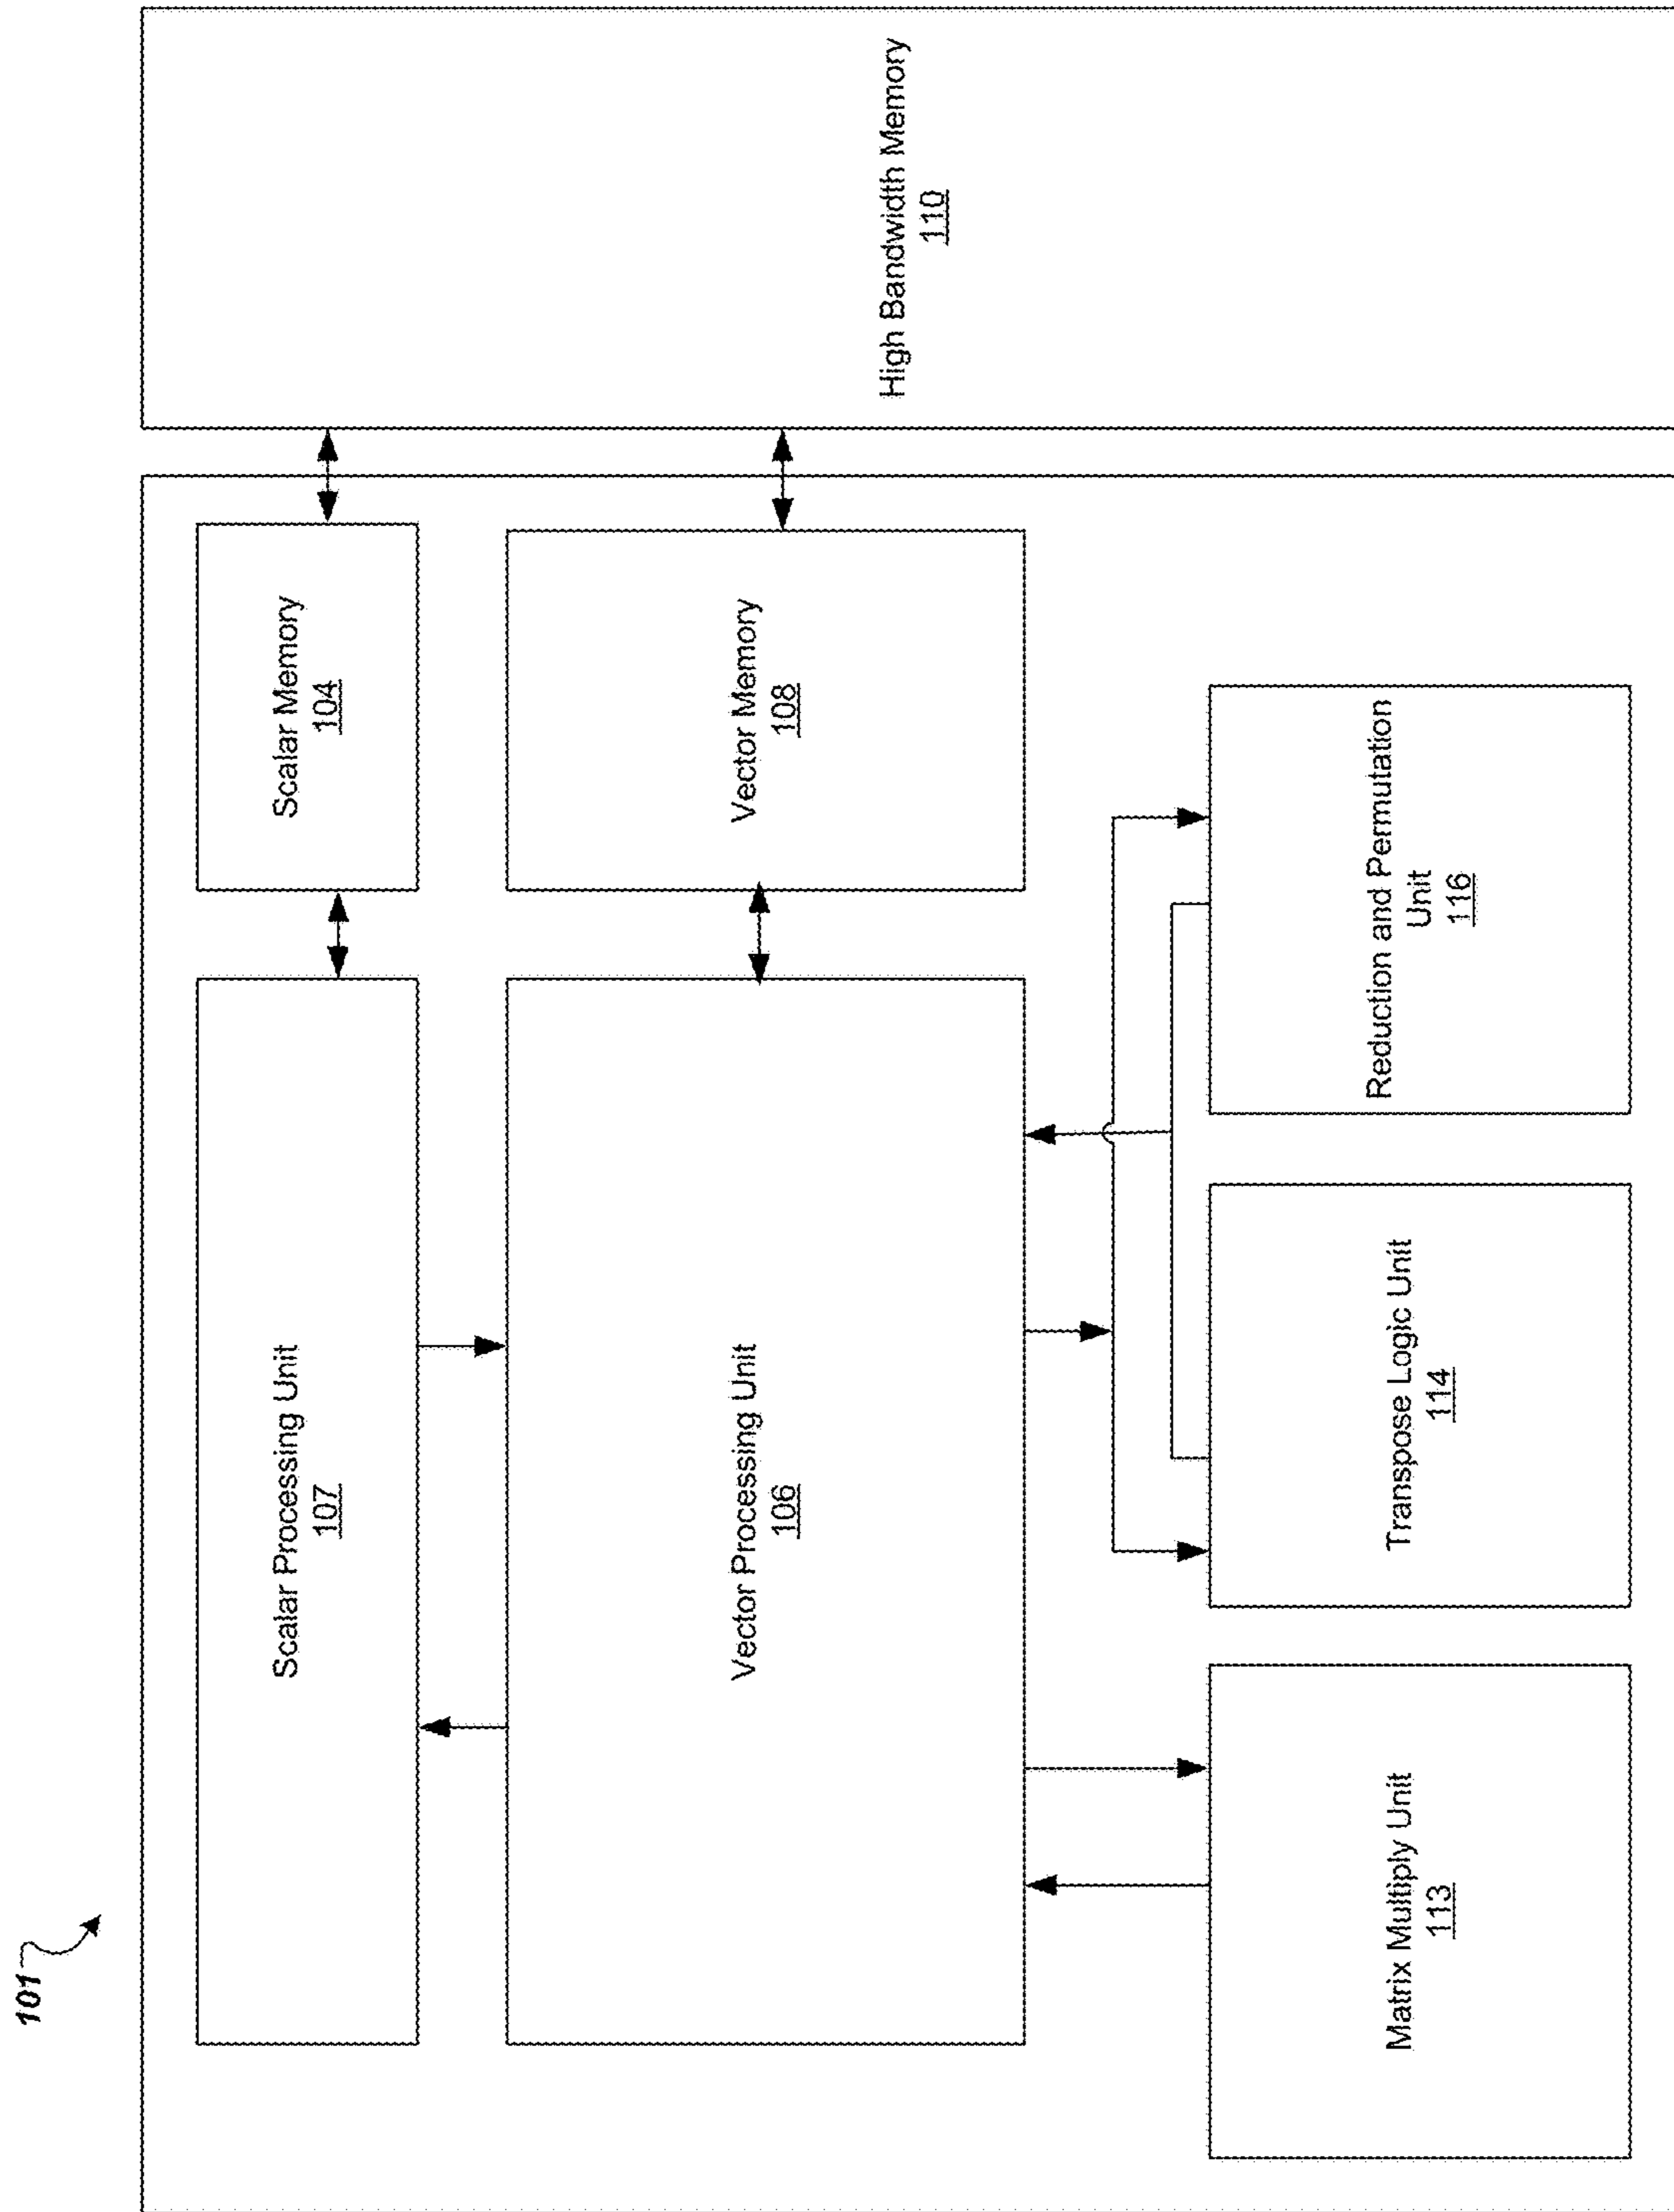 101
Scalar Processing Unit
107
Scalar Memory
104
Vector Processing Unit
106
Vector Memory
108
High Bandwidth Memory
110
Matrix Multiply Unit
113
Transpose Logic Unit
114
Reduction and Permutation
Unit
116